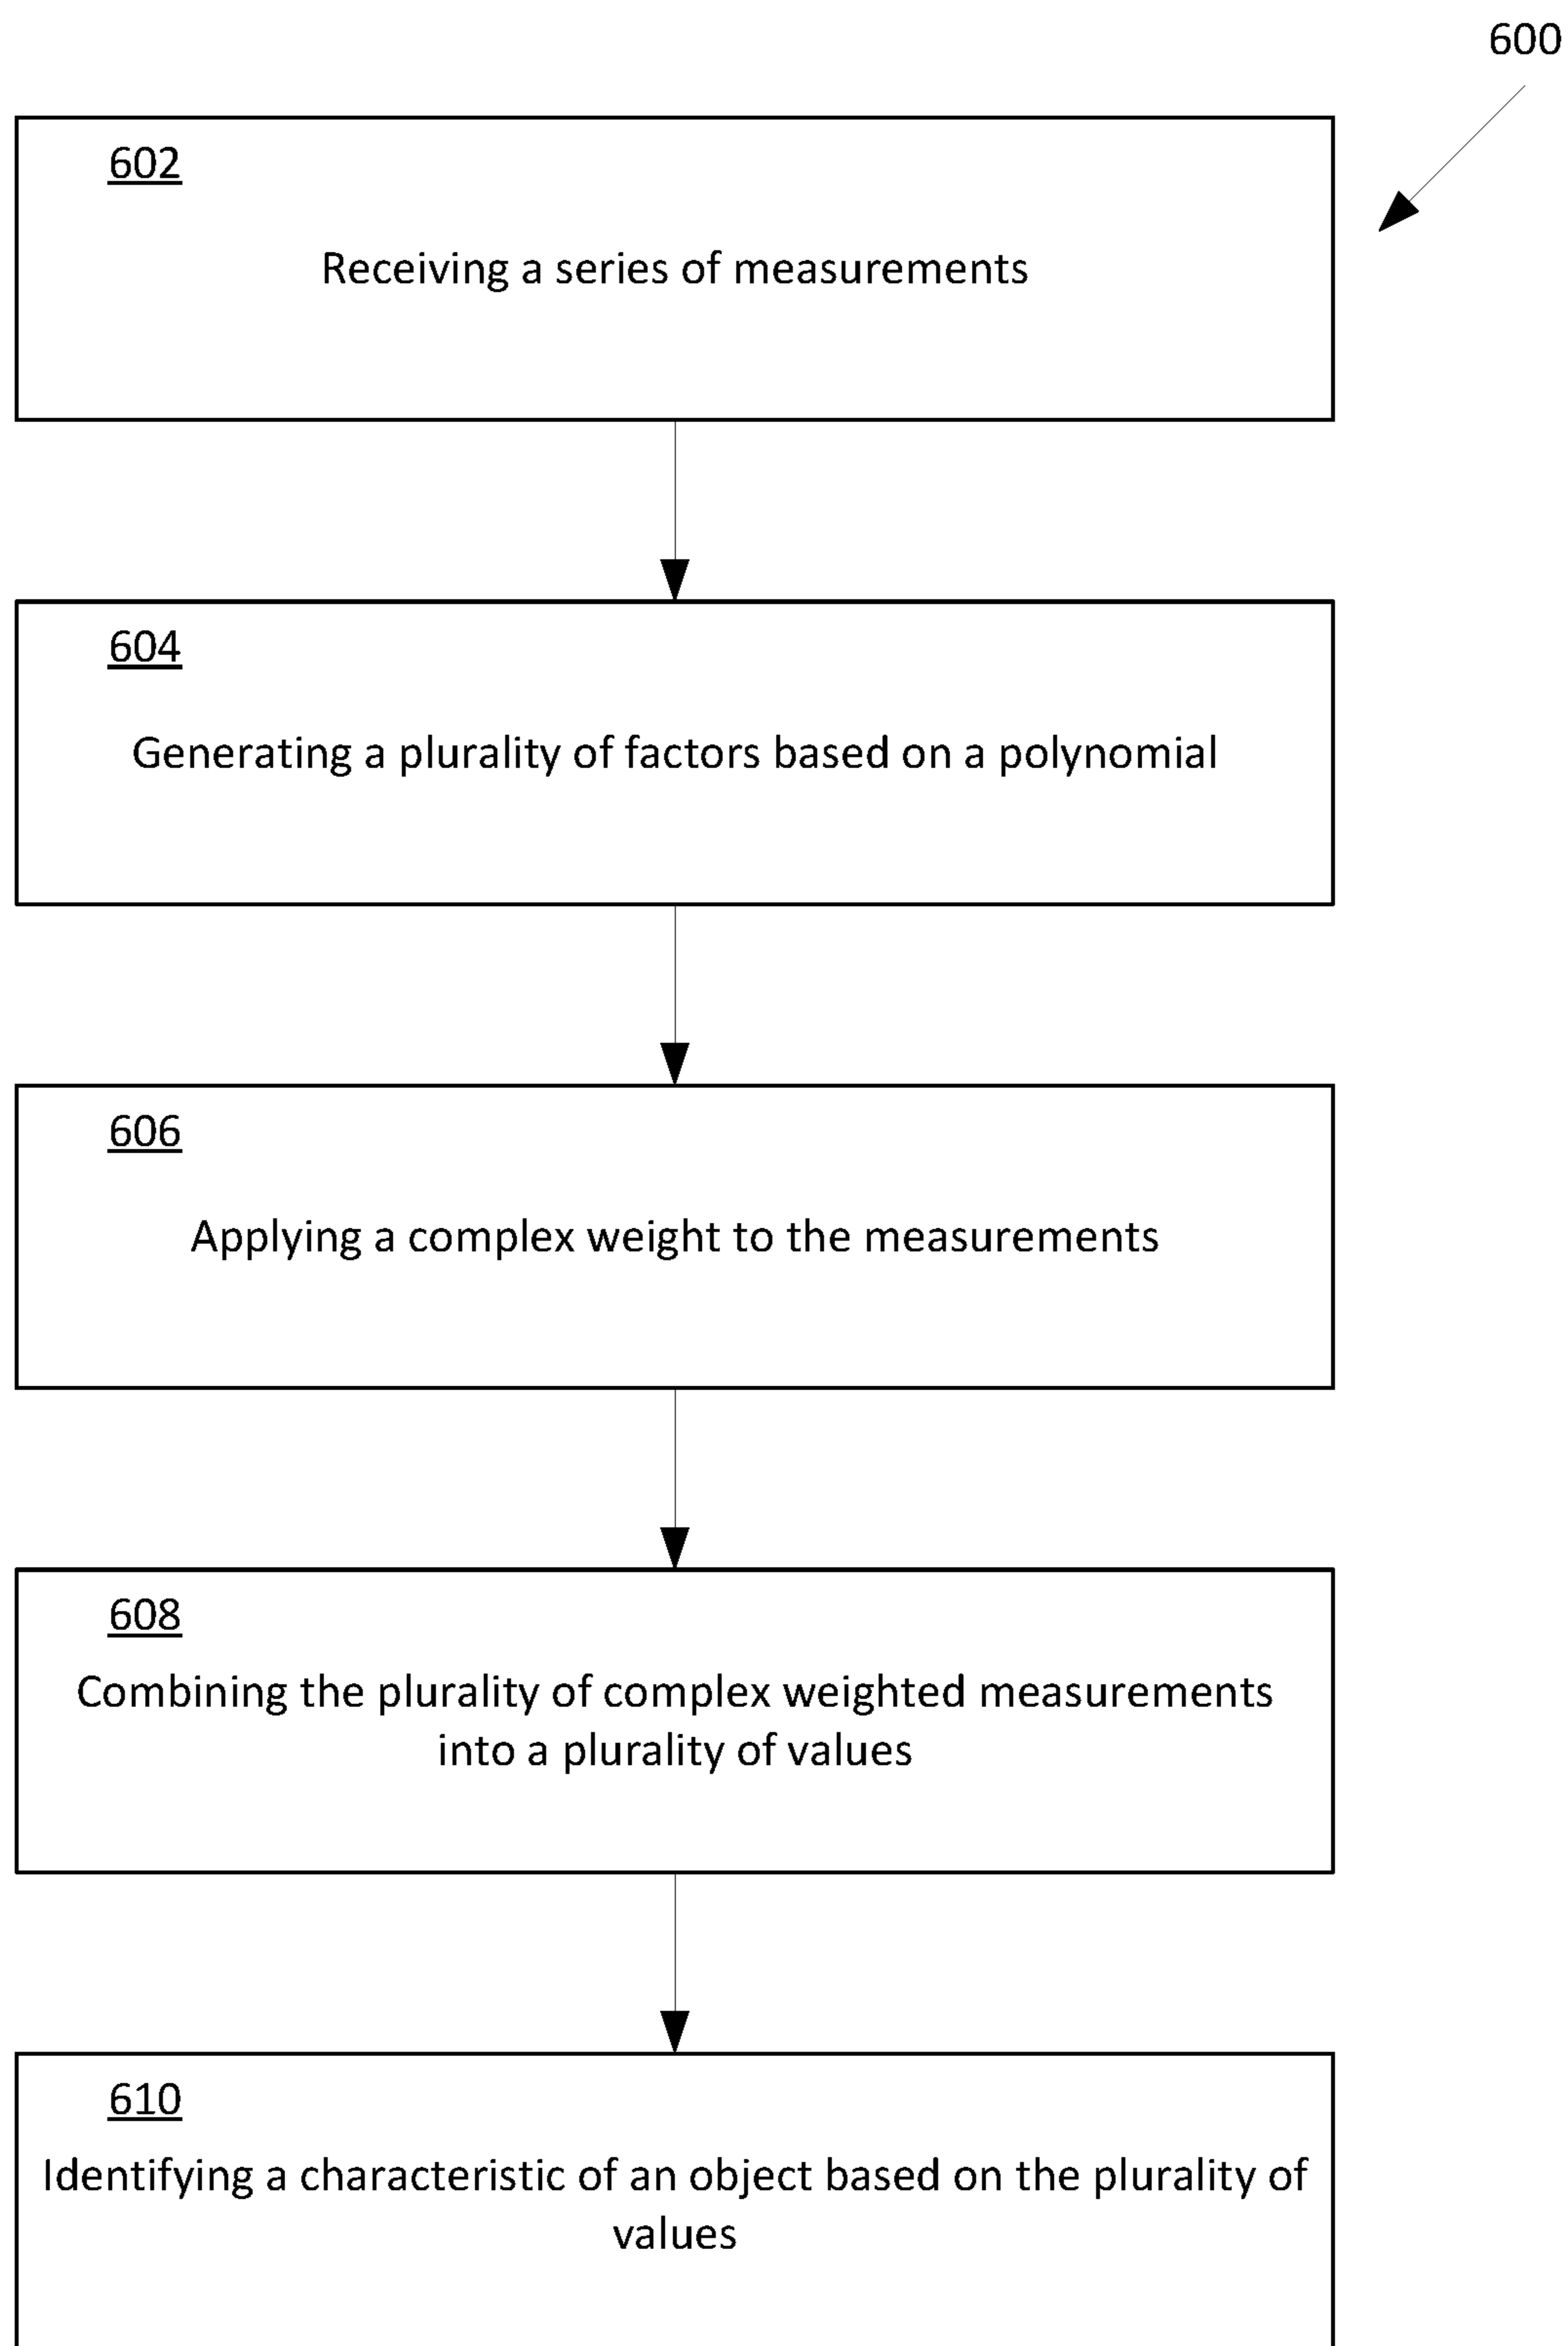 600
602
Receiving a series of measurements
604
Generating a plurality of factors based on a polynomial
606
Applying a complex weight to the measurements
608
Combining the plurality of complex weighted measurements
into a plurality of values
610
Identifying a characteristic of an object based on the plurality of
values